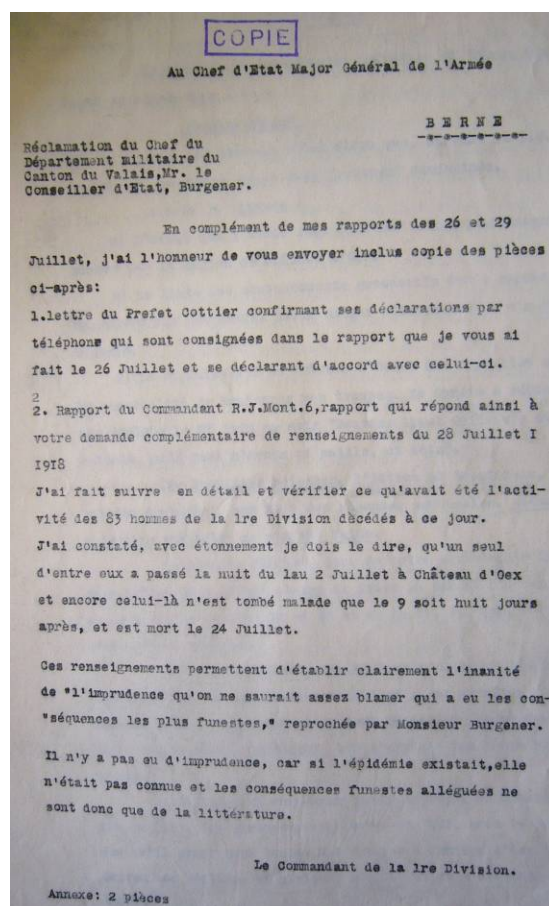 COPIE
Au Chef d'Etat Major Général de l'Armée
BERNE
-=-=-=-=-=-=-
Réclamation du Chef du
Département militaire du
Canton du Valais,Mr. le
Conseiller d'Etat, Burgener.
En complément de mes rapports des 26 et 29
Juillet, j'ai l'honneur de vous envoyer inclus copie des pièces
ci-après:
1.lettre du Prefet Cottier confirmant ses déclarations par
téléphone qui sont consignées dans le rapport que je vous ai
fait le 26 Juillet et se déclarant d'accord avec celui-ci.
2
2. Rapport du Commandant R.J.Mont.6,rapport qui répond ainsi à
votre demande complémentaire de renseignements du 28 Juillet I
1918
J'ai fait suivre en détail et vérifier ce qu'avait été l'acti-
vité des 83 hommes de la 1re Division décédés à ce jour.
J'ai constaté, avec étonnement je dois le dire, qu'un seul
d'entre eux a passé la nuit du 1au 2 Juillet à Château d'Oex
et encore celui-là n'est tombé malade que le 9 soit huit jours
après, et est mort le 24 Juillet.
Ces renseignements permettent d'établir clairement l'inanité
de "l'imprudence qu'on ne saurait assez blamer qui a eu les con-
"séquences les plus funestes," reprochée par Monsieur Burgener.
Il n'y a pas eu d'imprudence, car si l'épidémie existait,elle
n'était pas connue et les conséquences funestes alléguées ne
sont donc que de la littérature.
Le Commandant de la 1re Division.
Annexe: 2 pièces